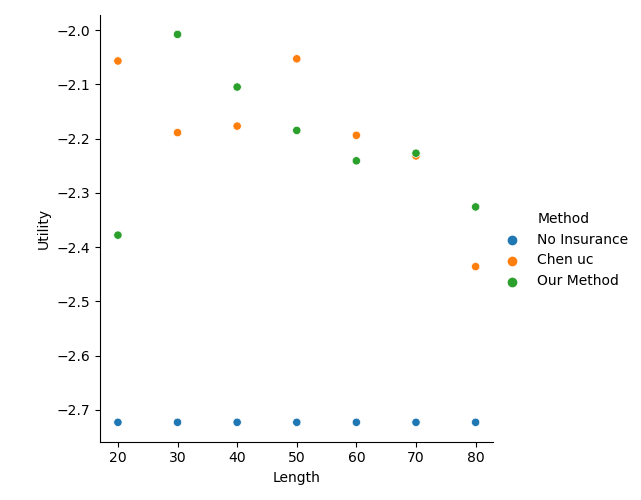 −2.0
−2.1
−2.2
−2.3
−2.4
−2.5
−2.6
−2.7
Utility
20 30 40 50 60 70 80
Length
Method
No Insurance
Chen uc
Our Method